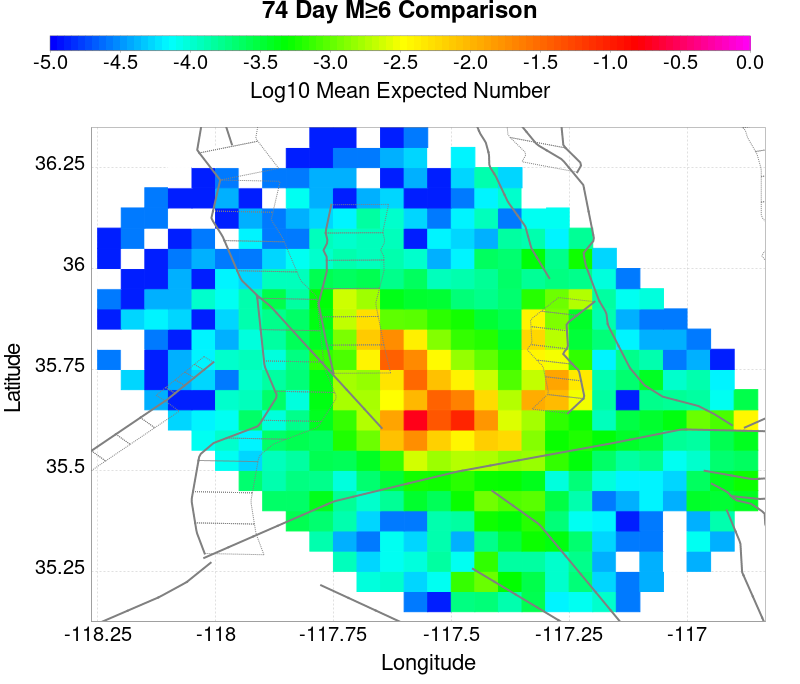 74 Day M≥6 Comparison
-5.0 -4.5 -4.0 -3.5 -3.0 -2.5 -2.0 -1.5 -1.0 -0.5 0.0
Log10 Mean Expected Number
36.25
36
35.75
35.5
35.25
Latitude
-118.25 -118 -117.75 -117.5 -117.25 -117
Longitude